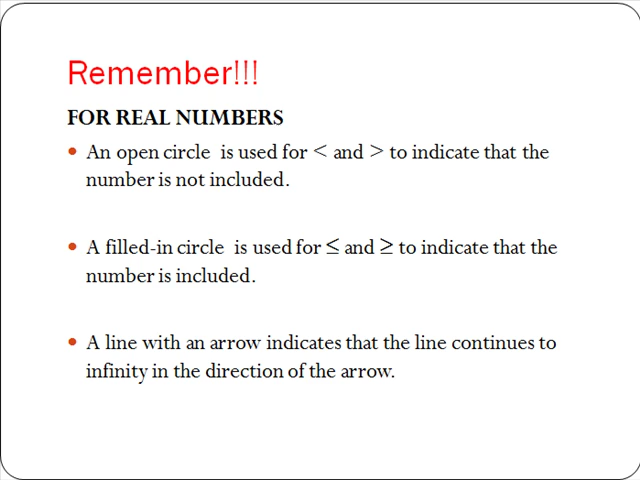 Remember!!!
FOR REAL NUMBERS
• An open circle is used for < and > to indicate that the
number is not included.
• A filled-in circle is used for ≤ and ≥ to indicate that the
number is included.
• A line with an arrow indicates that the line continues to
infinity in the direction of the arrow.